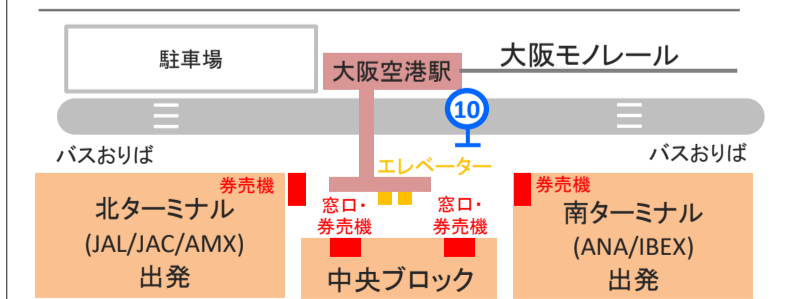 駐車場
大阪空港駅
大阪モノレール
10
バスおりば
バスおりば
エレベーター
券売機
券売機
窓口・
券売機
窓口・
券売機
北ターミナル
(JAL/JAC/AMX)
出発
中央ブロック
南ターミナル
(ANA/IBEX)
出発